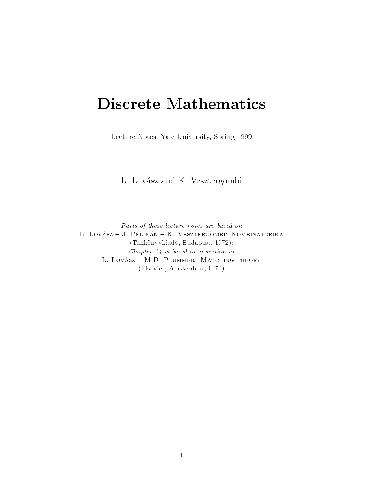 Discrete Mathematics
Lecture Notes, Yale University, Spring 1999
L. Lovász and K. Vesztergombi
Parts of these lecture notes are based on
L. Lovász – J. Pelikán – K. Vesztergombi: Kombinatorika
(Tankönyvkiadó, Budapest, 1972);
Chapter 14 is based on a section in
L. Lovász – M.D. Plummer: Matching theory
(Elsevier, Amsterdam, 1979)
1